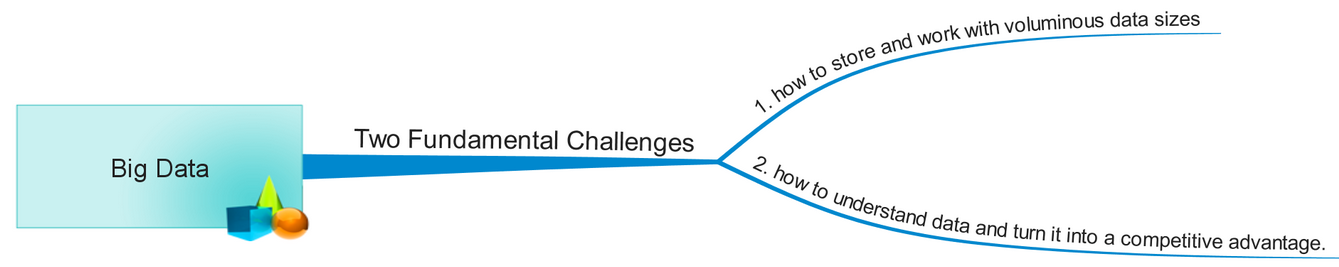 Big Data
Two Fundamental Challenges
1. how to store and work with voluminous data sizes
2. how to understand data and turn it into a competitive advantage.